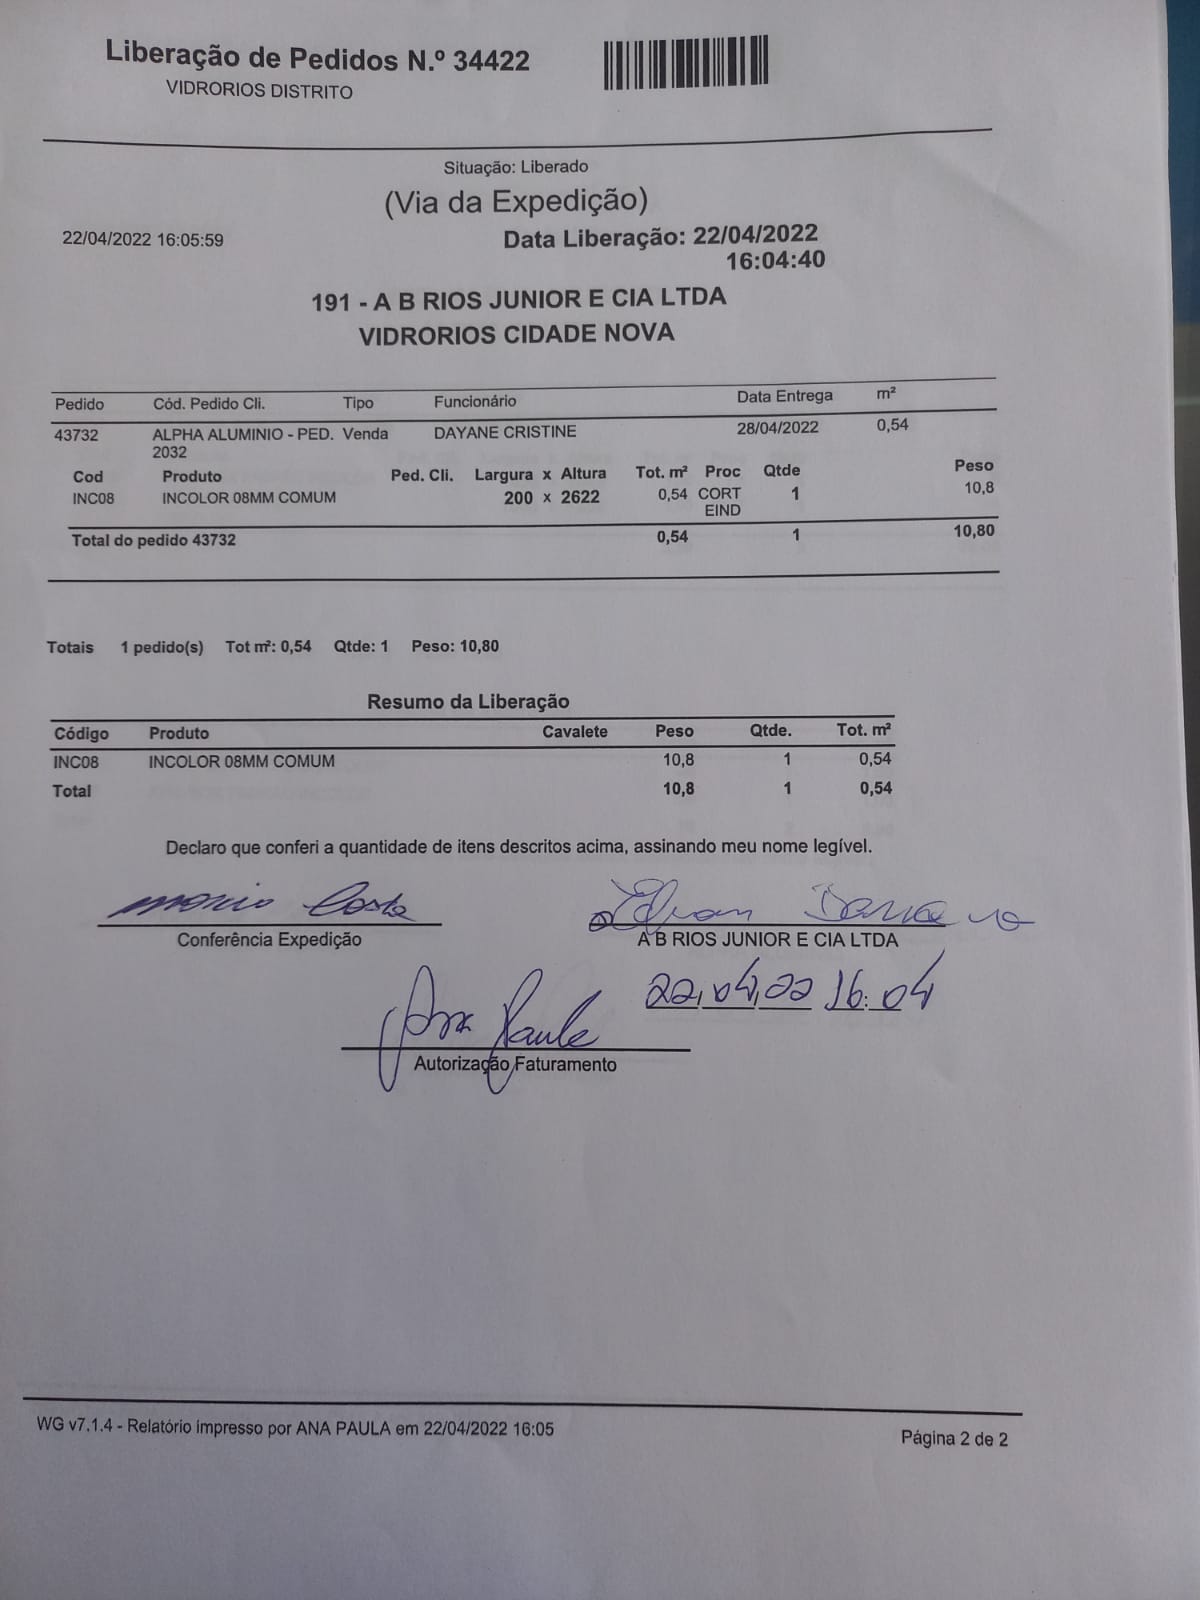 Liberação de Pedidos N.º 34422
VIDRORIOS DISTRITO
Situação: Liberado
(Via da Expedição)
22/04/2022 16:05:59 Data Liberação: 22/04/2022
16:04:40
191 - A B RIOS JUNIOR E CIA LTDA
VIDRORIOS CIDADE NOVA
Pedido Cód. Pedido Cli. Tipo Funcionário Data Entrega m²
43732 ALPHA ALUMINIO - PED. Venda DAYANE CRISTINE 28/04/2022 0,54
2032
Cod Produto Ped. Cli. Largura x Altura Tot. m² Proc Qtde Peso
INC08 INCOLOR 08MM COMUM 200 x 2622 0,54 CORT 1 10,8
EIND
Total do pedido 43732 0,54 1 10,80
Totais 1 pedido(s) Tot m²: 0,54 Qtde: 1 Peso: 10,80
Resumo da Liberação
Código Produto Cavalete Peso Qtde. Tot. m²
INC08 INCOLOR 08MM COMUM 10,8 1 0,54
Total 10,8 1 0,54
Declaro que conferi a quantidade de itens descritos acima, assinando meu nome legível.
Costa
Conferência Expedição A B RIOS JUNIOR E CIA LTDA
22,04,22 16:04
Ana Paula
Autorização Faturamento
WG v7.1.4 - Relatório impresso por ANA PAULA em 22/04/2022 16:05
Página 2 de 2